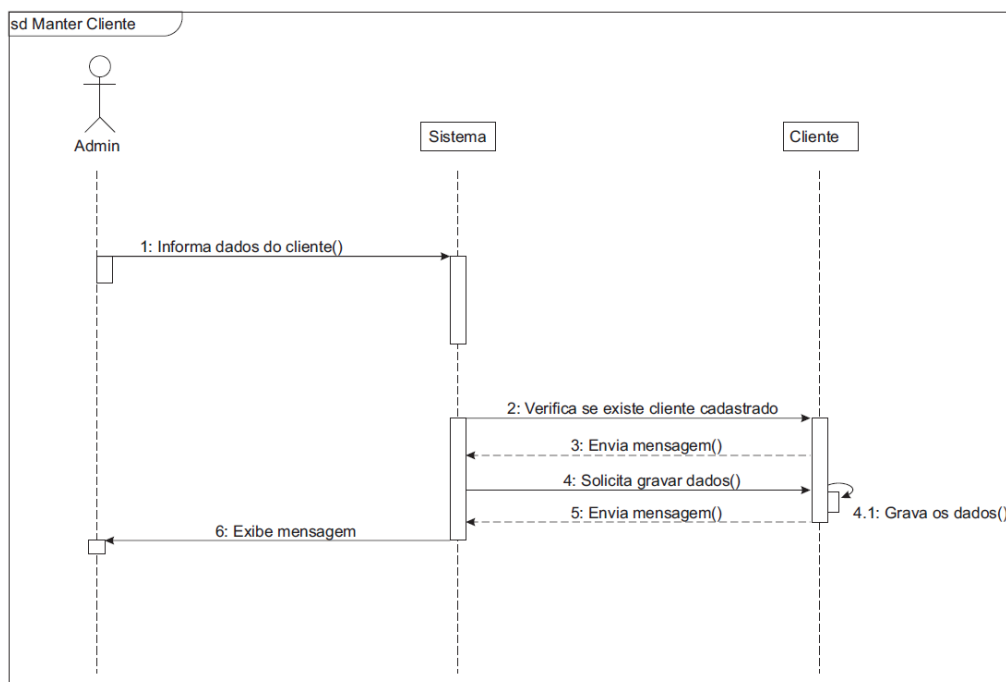 sd Manter Cliente
Admin
Sistema
Cliente
1: Informa dados do cliente()
2: Verifica se existe cliente cadastrado
3: Envia mensagem()
4: Solicita gravar dados()
4.1: Grava os dados()
5: Envia mensagem()
6: Exibe mensagem